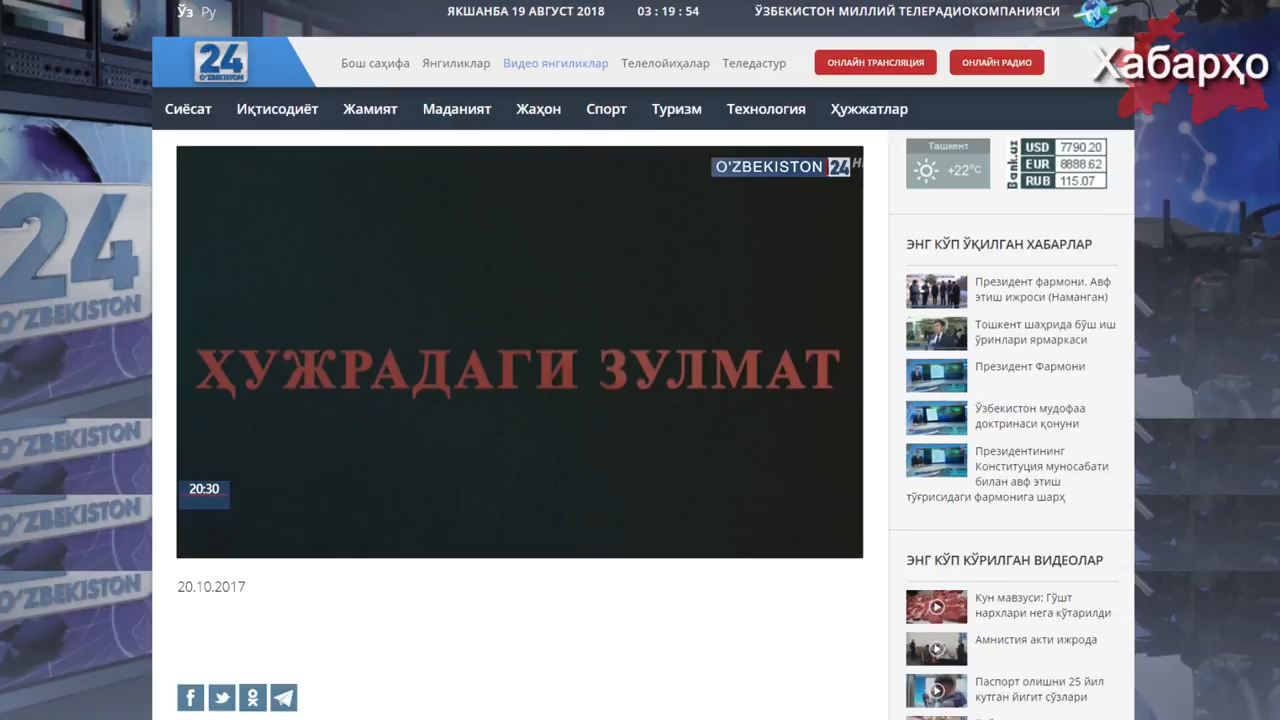 Ўз Ру
ЯКШАНБА 19 АВГУСТ 2018
03 : 19 : 54
ЎЗБЕКИСТОН МИЛЛИЙ ТЕЛЕРАДИОКОМПАНИЯСИ
24
O'ZBEKISTON
Бош саҳифа Янгиликлар Видео янгиликлар Телелойиҳалар Теледастур
ОНЛАЙН ТРАНСЛЯЦИЯ
ОНЛАЙН РАДИО
Хабарҳо
Сиёсат Иқтисодиёт Жамият Маданият Жаҳон Спорт Туризм Технология Ҳужжатлар
O'ZBEKISTON 24
ҲУЖРАДАГИ ЗУЛМАТ
20:30
20.10.2017
Ташкент
+22°C
Bank.uz
USD 7790.20
EUR 8888.62
RUB 115.07
ЭНГ КЎП ЎҚИЛГАН ХАБАРЛАР
Президент фармони. Авф
этиш ижроси (Наманган)
Тошкент шаҳрида бўш иш
ўринлари ярмаркаси
Президент Фармони
Ўзбекистон мудофаа
доктринаси қонуни
Президентининг
Конституция муносабати
билан авф этиш
тўғрисидаги фармонига шарҳ
ЭНГ КЎП КЎРИЛГАН ВИДЕОЛАР
Кун мавзуси: Гўшт
нархлари нега кўтарилди
Амнистия акти ижрода
Паспорт олишни 25 йил
кутган йигит сўзлари
24
O'ZBEKISTON
O'ZBEKISTON
O'ZBEKISTON
O'ZBEKISTON